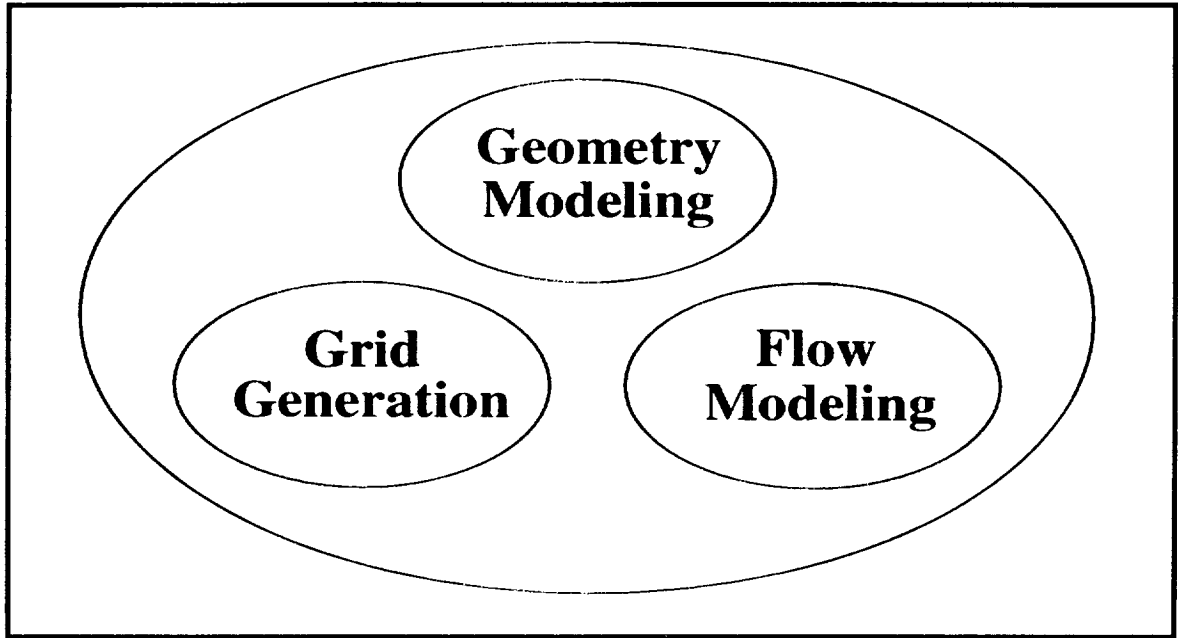 Geometry
Modeling
Grid
Generation
Flow
Modeling